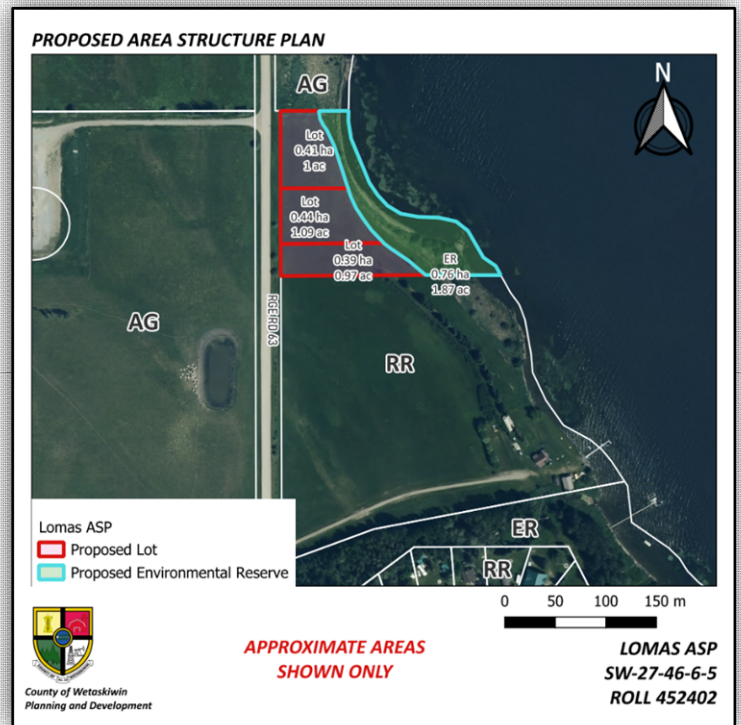 PROPOSED AREA STRUCTURE PLAN
AG
N
Lot
0.41 ha
1 ac
Lot
0.44 ha
1.09 ac
Lot
0.39 ha
0.97 ac
ER
0.76 ha
1.87 ac
AG
RGE RD 63
RR
ER
RR
Lomas ASP
Proposed Lot
Proposed Environmental Reserve
0 50 100 150 m
County of Wetaskiwin
Planning and Development
APPROXIMATE AREAS
SHOWN ONLY
LOMAS ASP
SW-27-46-6-5
ROLL 452402